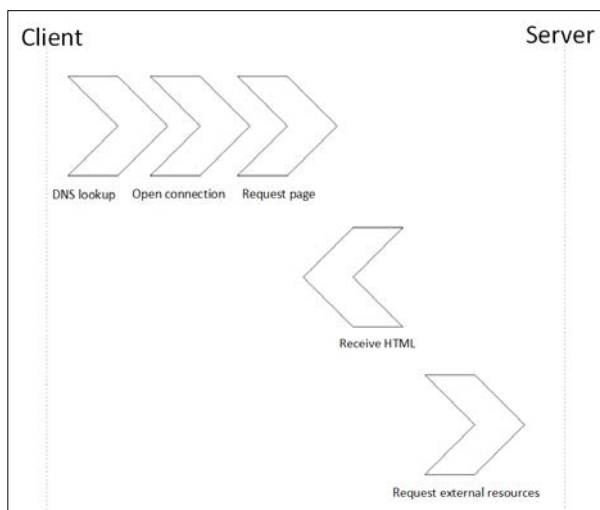 Client
Server
DNS lookup
Open connection
Request page
Receive HTML
Request external resources